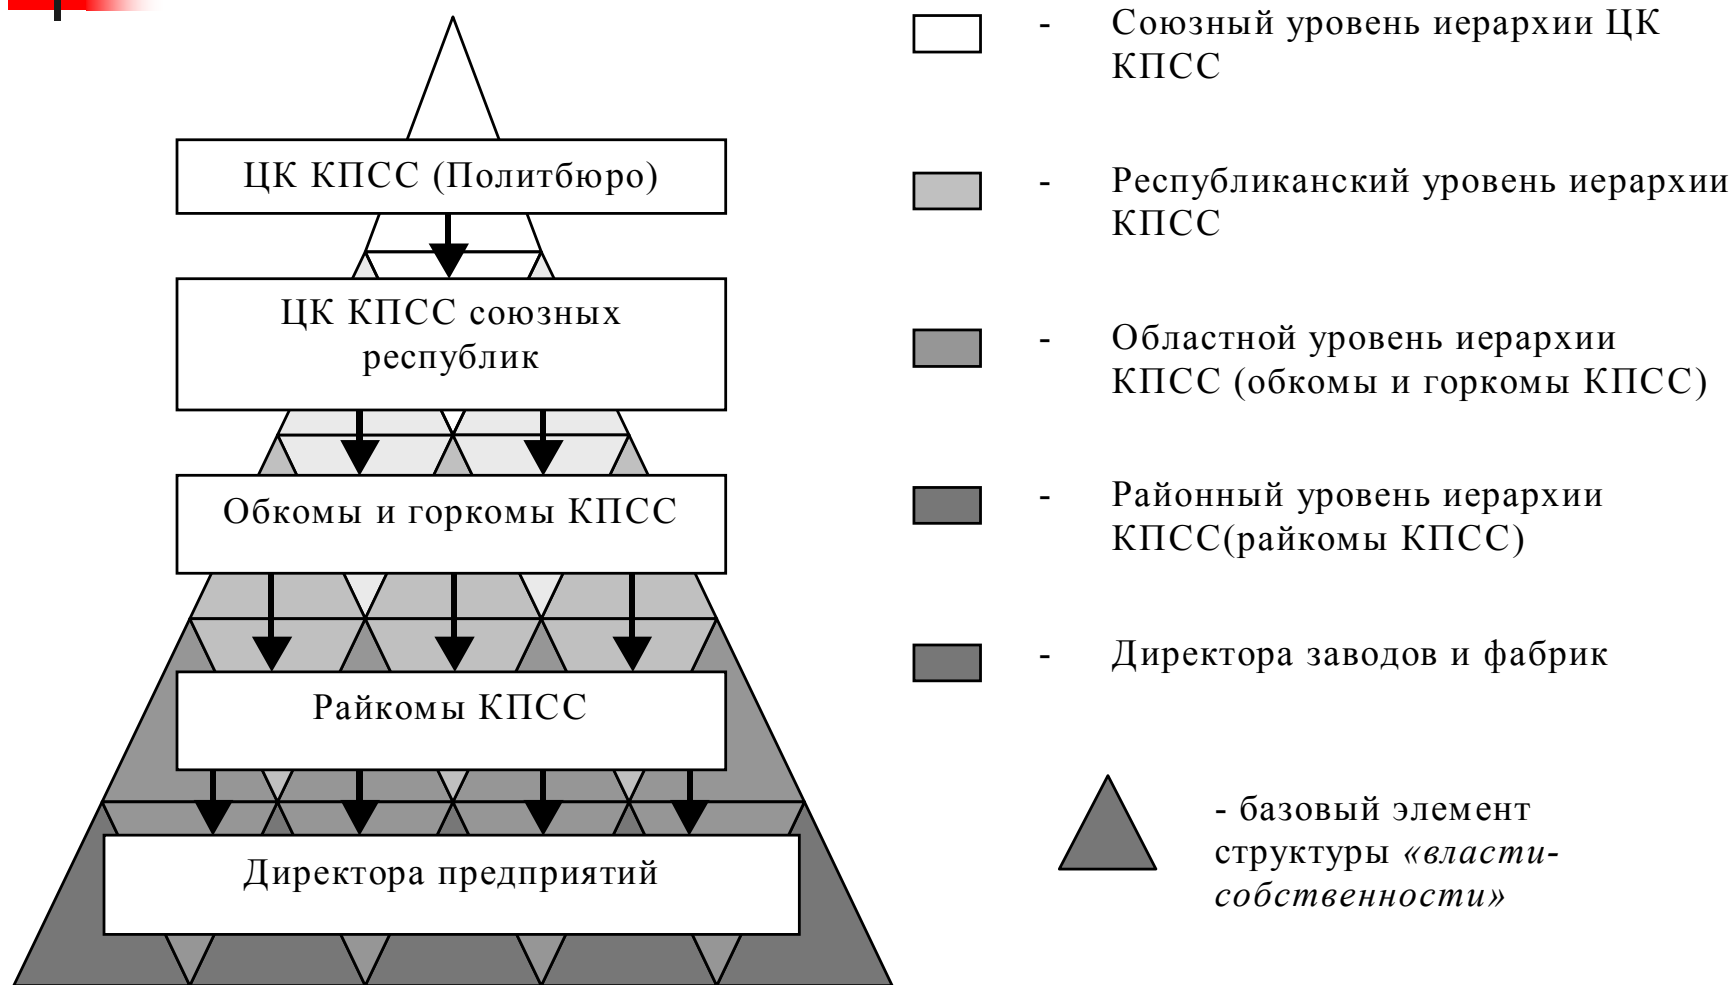 ЦК КПСС (Политбюро)
ЦК КПСС союзных
республик
Обкомы и горкомы КПСС
Райкомы КПСС
Директора предприятий
- Союзный уровень иерархии ЦК
КПСС
- Республиканский уровень иерархии
КПСС
- Областной уровень иерархии
КПСС (обкомы и горкомы КПСС)
- Районный уровень иерархии
КПСС(райкомы КПСС)
- Директора заводов и фабрик
- базовый элемент
структуры «власти-
собственности»